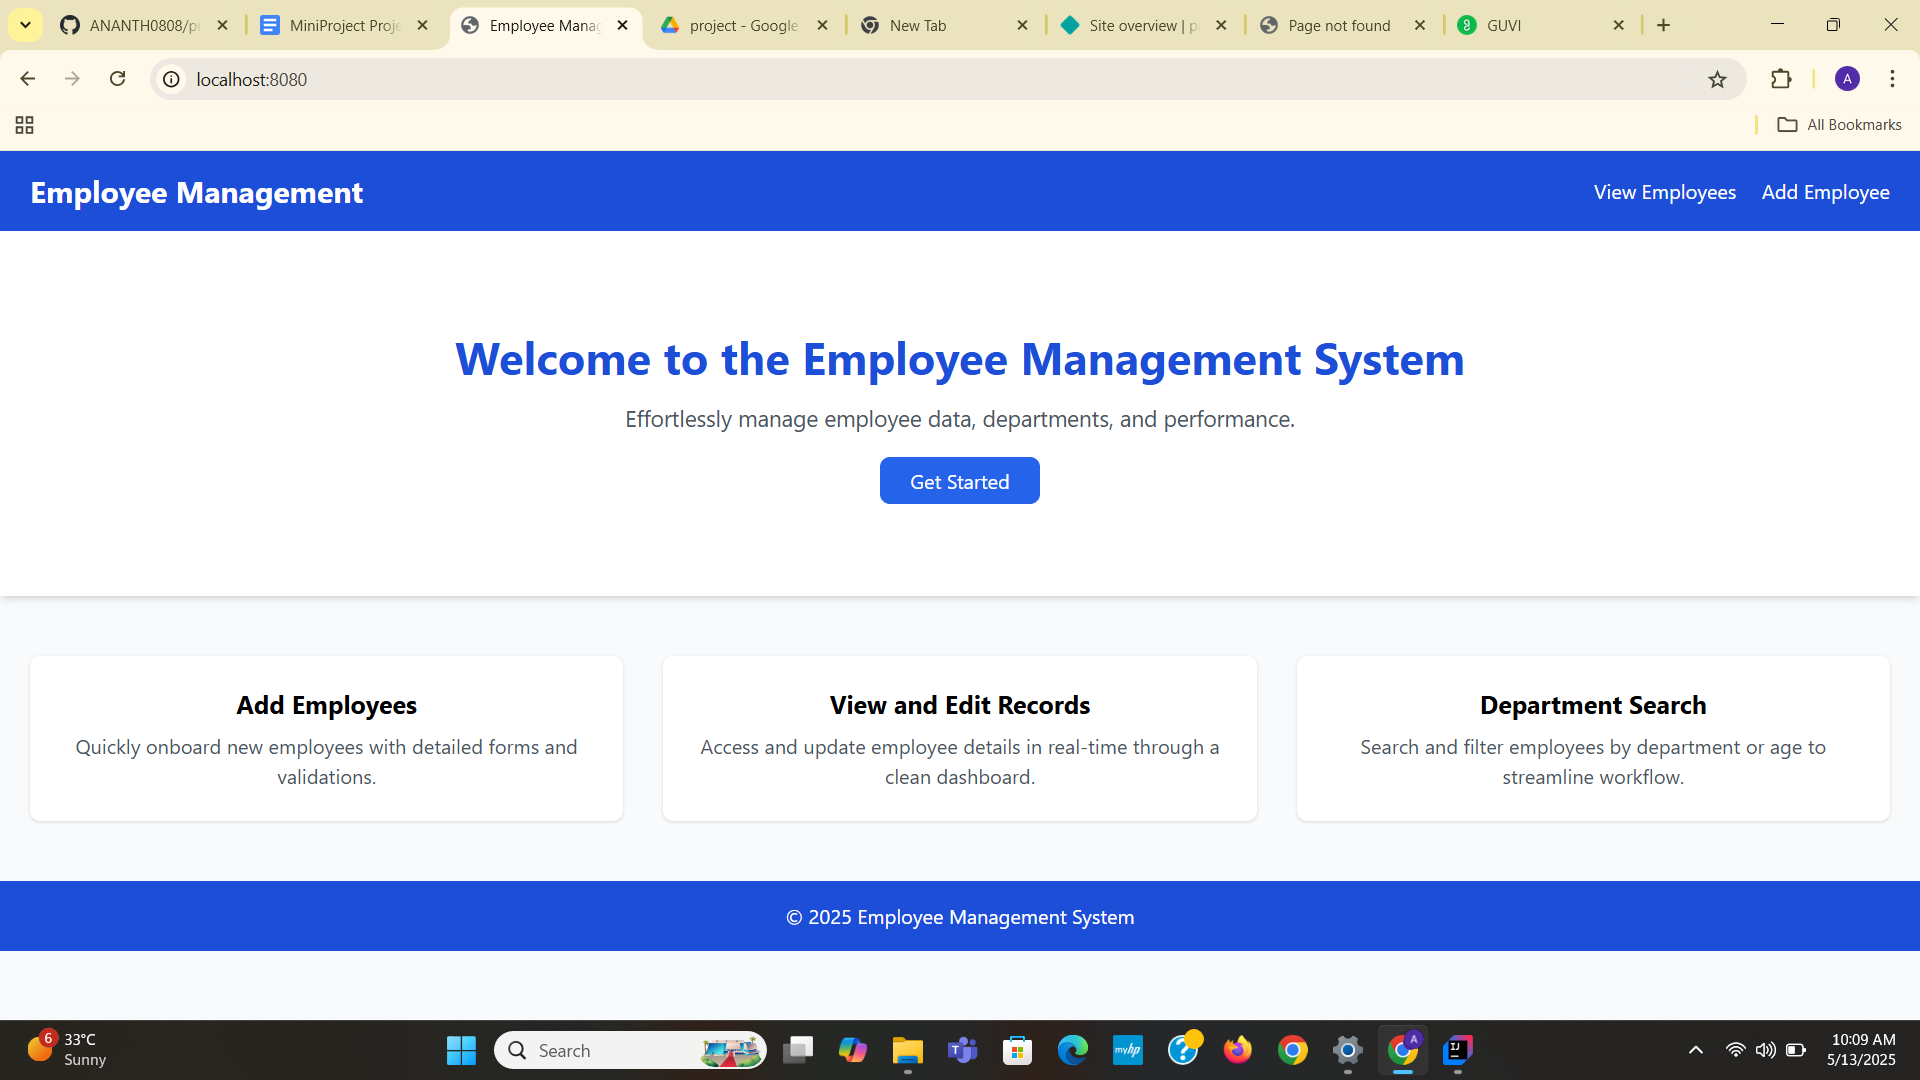 ANANTH0808/pr
MiniProject Proje
Employee Manag
project - Google
New Tab
Site overview | p
Page not found
GUVI
localhost:8080
A
All Bookmarks
Employee Management
View Employees
Add Employee
Welcome to the Employee Management System
Effortlessly manage employee data, departments, and performance.
Get Started
Add Employees
Quickly onboard new employees with detailed forms and
validations.
View and Edit Records
Access and update employee details in real-time through a
clean dashboard.
Department Search
Search and filter employees by department or age to
streamline workflow.
© 2025 Employee Management System
6
33°C
Sunny
Search
T
myhp
?
A
IJ
10:09 AM
5/13/2025